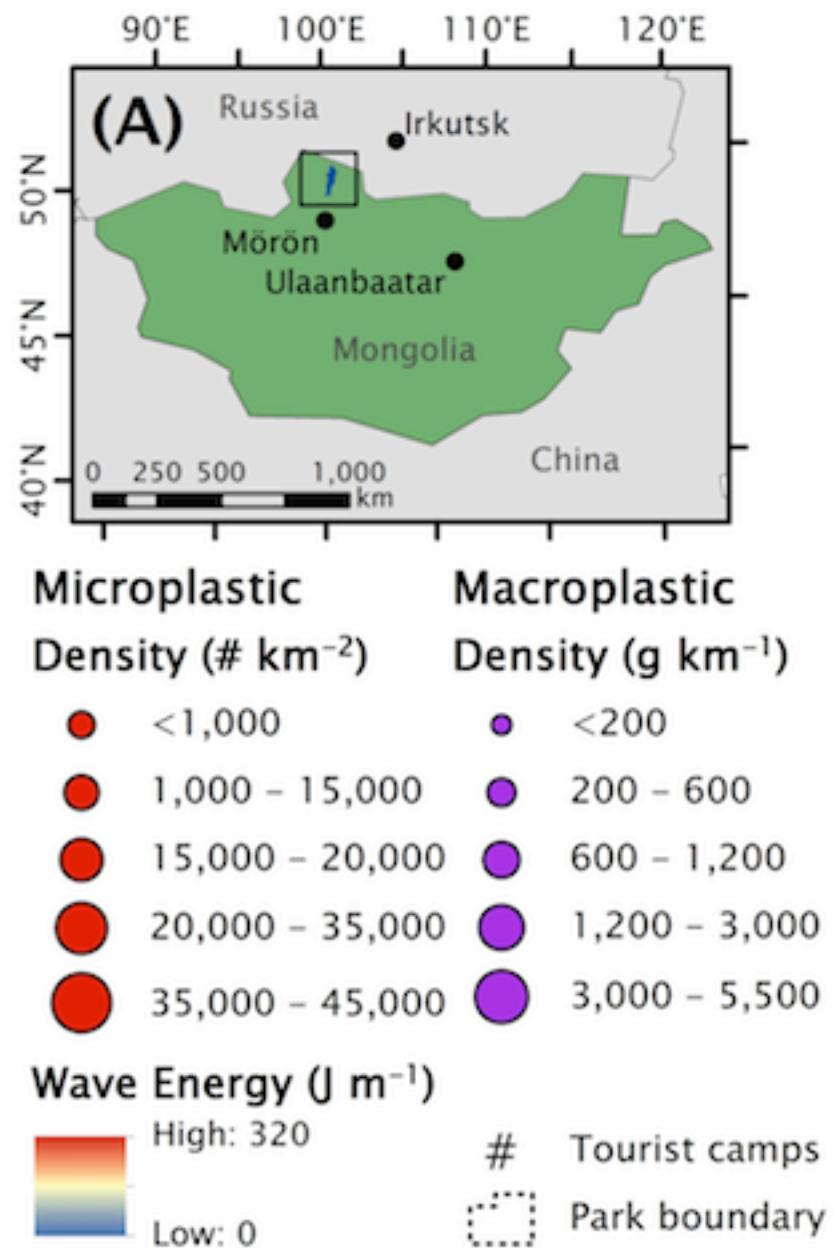 90°E 100°E 110°E 120°E
(A)
Russia
Irkutsk
50°N
Mörön
Ulaanbaatar
45°N
Mongolia
China
40°N
0 250 500 1,000
km
Microplastic Macroplastic
Density (# km⁻²) Density (g km⁻¹)
<1,000 <200
1,000 – 15,000 200 – 600
15,000 – 20,000 600 – 1,200
20,000 – 35,000 1,200 – 3,000
35,000 – 45,000 3,000 – 5,500
Wave Energy (J m⁻¹)
High: 320
# Tourist camps
Park boundary
Low: 0